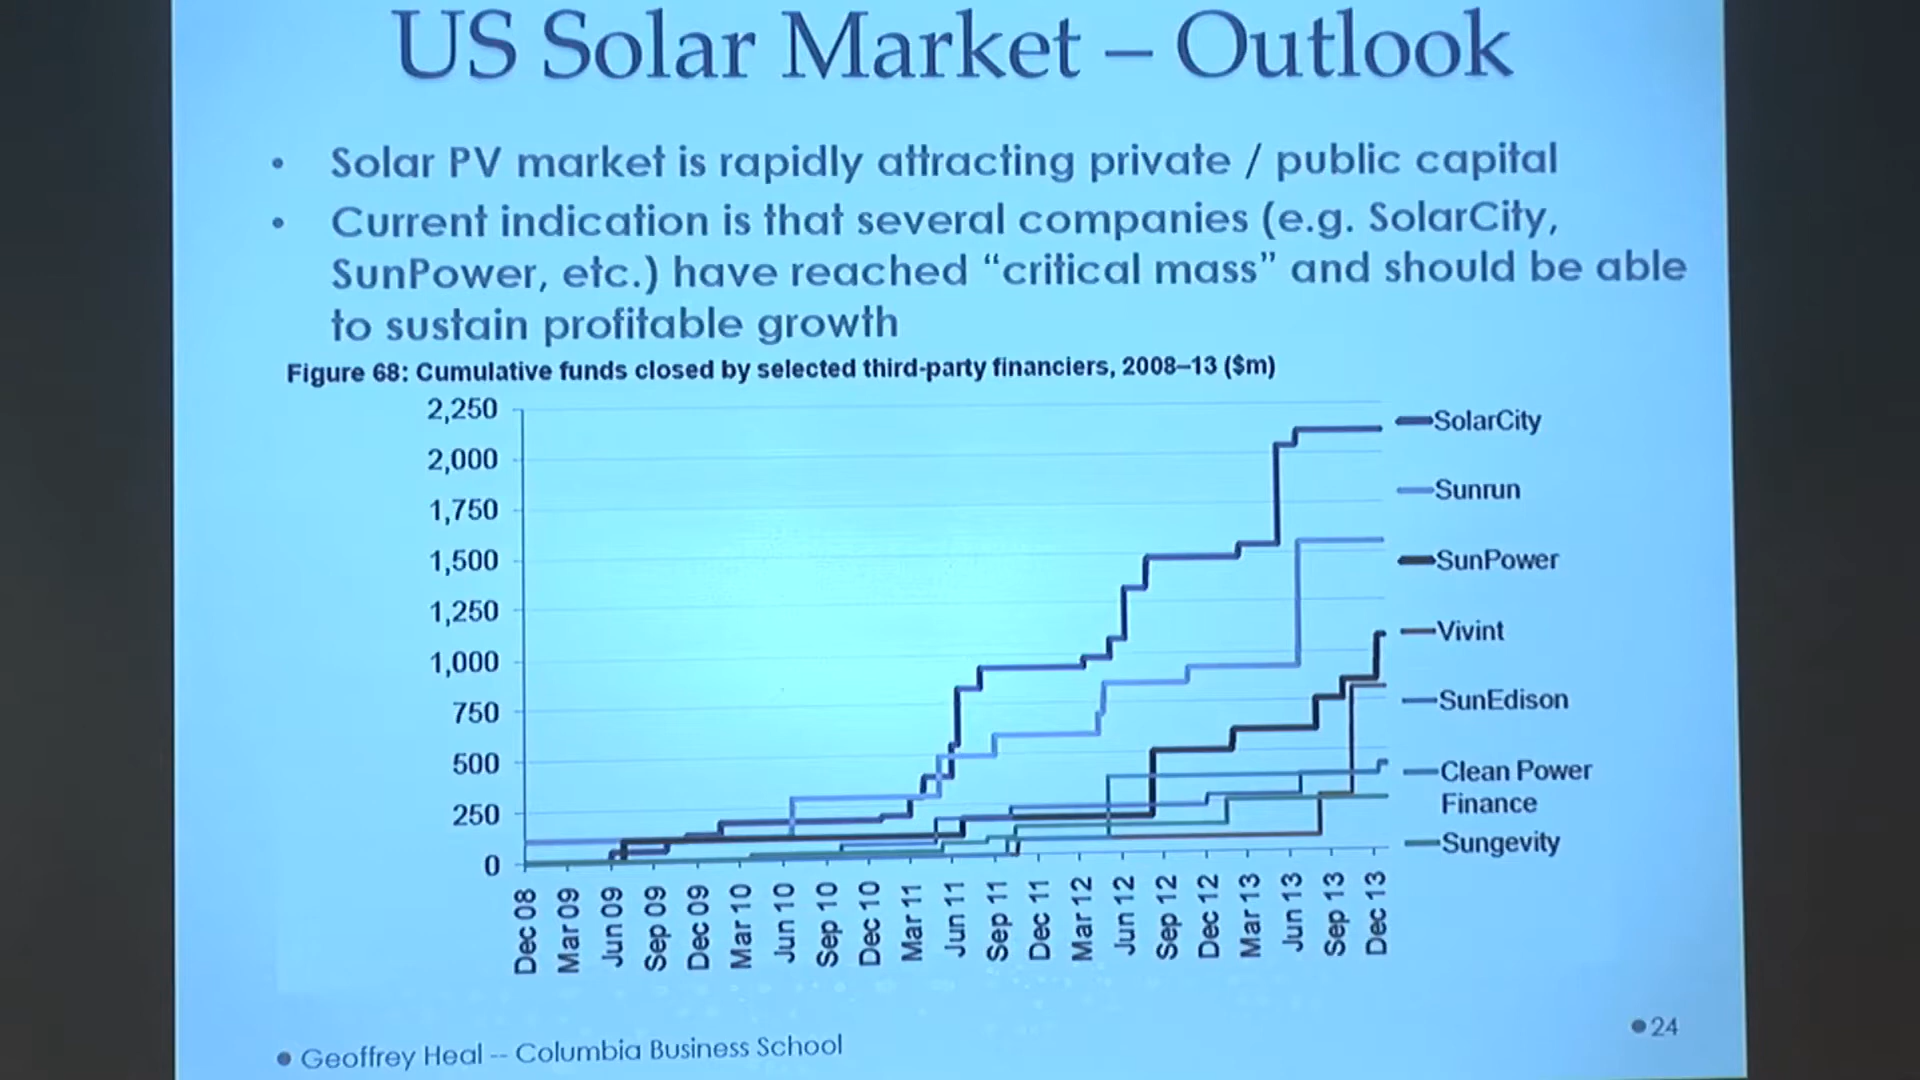 US Solar Market – Outlook
• Solar PV market is rapidly attracting private / public capital
• Current indication is that several companies (e.g. SolarCity,
SunPower, etc.) have reached “critical mass” and should be able
to sustain profitable growth
Figure 68: Cumulative funds closed by selected third-party financiers, 2008–13 ($m)
2,250
2,000
1,750
1,500
1,250
1,000
750
500
250
0
Dec 08
Mar 09
Jun 09
Sep 09
Dec 09
Mar 10
Jun 10
Sep 10
Dec 10
Mar 11
Jun 11
Sep 11
Dec 11
Mar 12
Jun 12
Sep 12
Dec 12
Mar 13
Jun 13
Sep 13
Dec 13
SolarCity
Sunrun
SunPower
Vivint
SunEdison
Clean Power
Finance
Sungevity
• Geoffrey Heal -- Columbia Business School
• 24